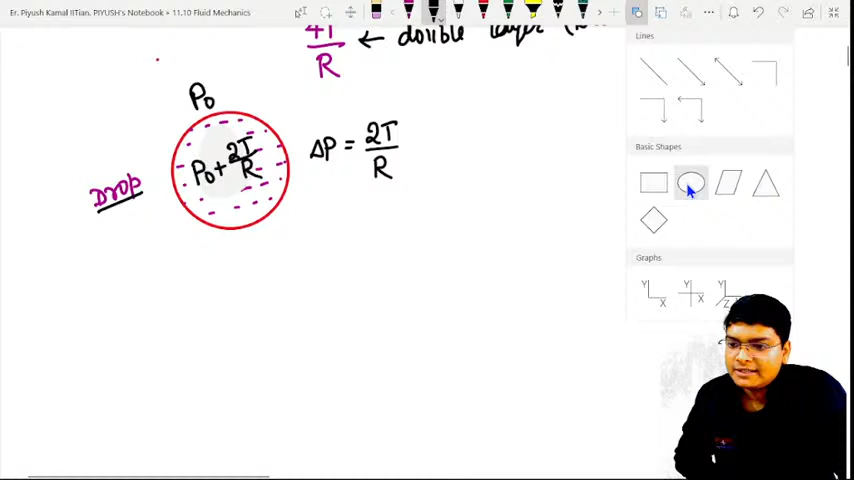 Er. Piyush Kamal IITian. PIYUSH's Notebook » 11.10 Fluid Mechanics
4T/R ← double layer
P₀
P₀ + 2T/R
ΔP = 2T/R
DROP
Lines
Basic Shapes
Graphs
Y
X
Y
X
Y
Z